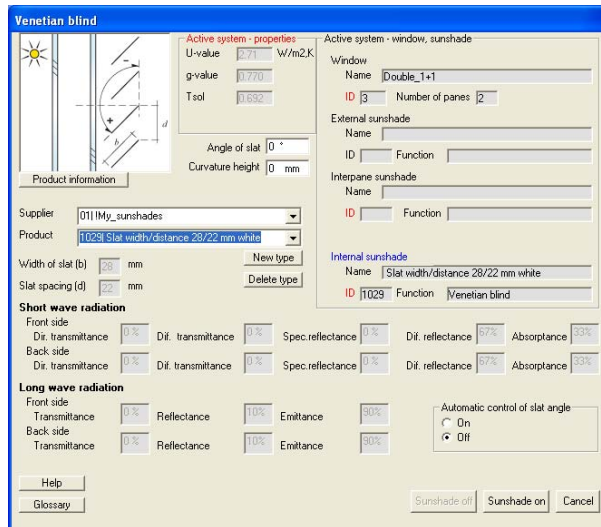 Venetian blind
Active system - properties
U-value 2.71 W/m2,K
g-value 0.770
Tsol 0.692
Angle of slat 0 °
Curvature height 0 mm
b
d
Product information
Supplier 01| !My_sunshades
Product 1029| Slat width/distance 28/22 mm white
Width of slat (b) 28 mm
Slat spacing (d) 22 mm
New type
Delete type
Active system - window, sunshade
Window
Name Double_1+1
ID 3 Number of panes 2
External sunshade
Name
ID Function
Interpane sunshade
Name
ID Function
Internal sunshade
Name Slat width/distance 28/22 mm white
ID 1029 Function Venetian blind
Short wave radiation
Front side
Dir. transmittance 0 % Dif. transmittance 0 % Spec.reflectance 0 % Dif. reflectance 67% Absorptance 33%
Back side
Dir. transmittance 0 % Dif. transmittance 0 % Spec.reflectance 0 % Dif. reflectance 67% Absorptance 33%
Long wave radiation
Front side
Transmittance 0 % Reflectance 10% Emittance 90%
Back side
Transmittance 0 % Reflectance 10% Emittance 90%
Automatic control of slat angle
On
Off
Help
Glossary
Sunshade off Sunshade on Cancel